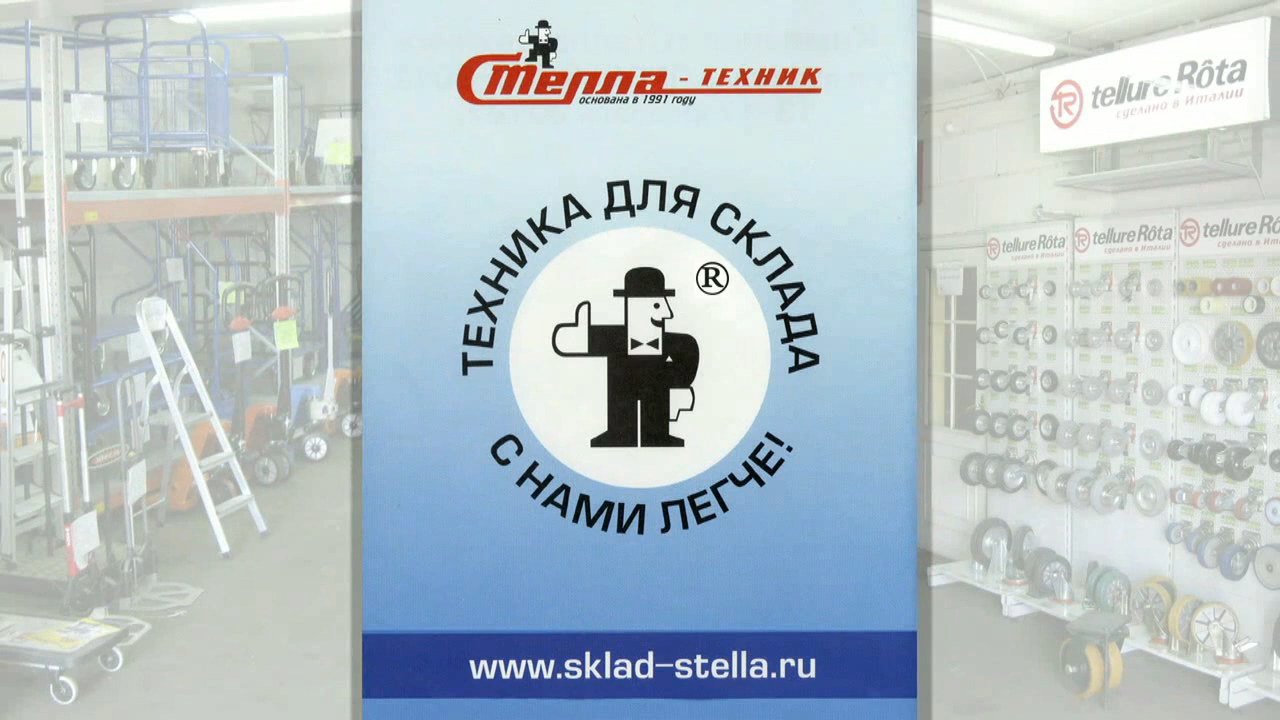 Стелла - ТЕХНИК
основана в 1991 году
ТЕХНИКА ДЛЯ СКЛАДА
®
С НАМИ ЛЕГЧЕ!
www.sklad-stella.ru
tellure Rôta
сделано в Италии
tellure Rôta
сделано в Италии
tellure Rôta
сделано в Италии
tellure Rôta
сделано в Италии